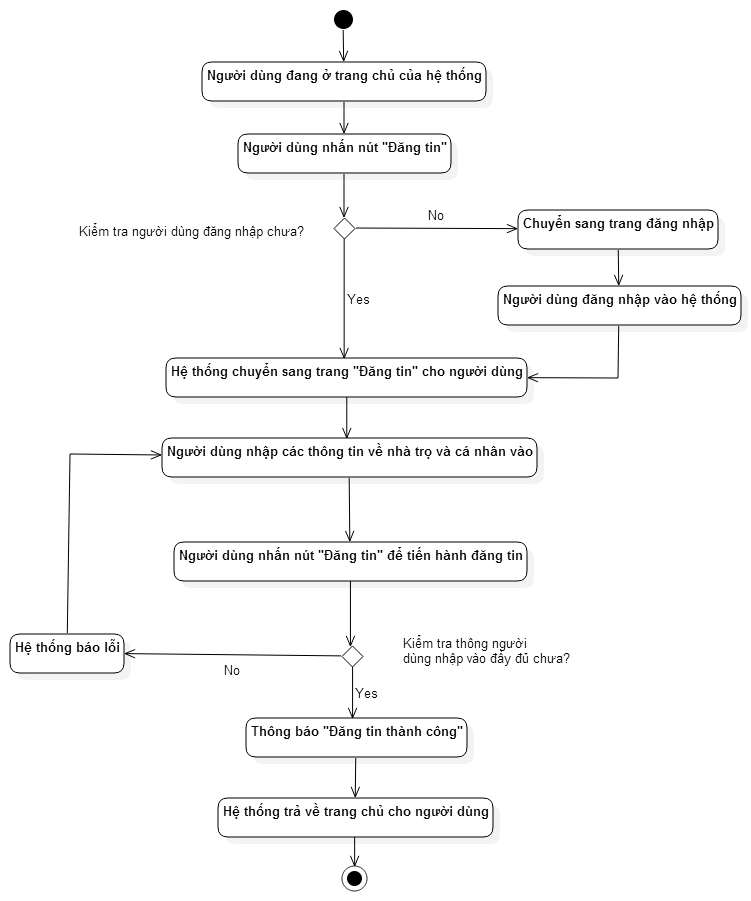 Người dùng đang ở trang chủ của hệ thống
Người dùng nhấn nút "Đăng tin"
Kiểm tra người dùng đăng nhập chưa?
No
Chuyển sang trang đăng nhập
Yes
Người dùng đăng nhập vào hệ thống
Hệ thống chuyển sang trang "Đăng tin" cho người dùng
Người dùng nhập các thông tin về nhà trọ và cá nhân vào
Người dùng nhấn nút "Đăng tin" để tiến hành đăng tin
Hệ thống báo lỗi
No
Kiểm tra thông người
dùng nhập vào đầy đủ chưa?
Yes
Thông báo "Đăng tin thành công"
Hệ thống trả về trang chủ cho người dùng